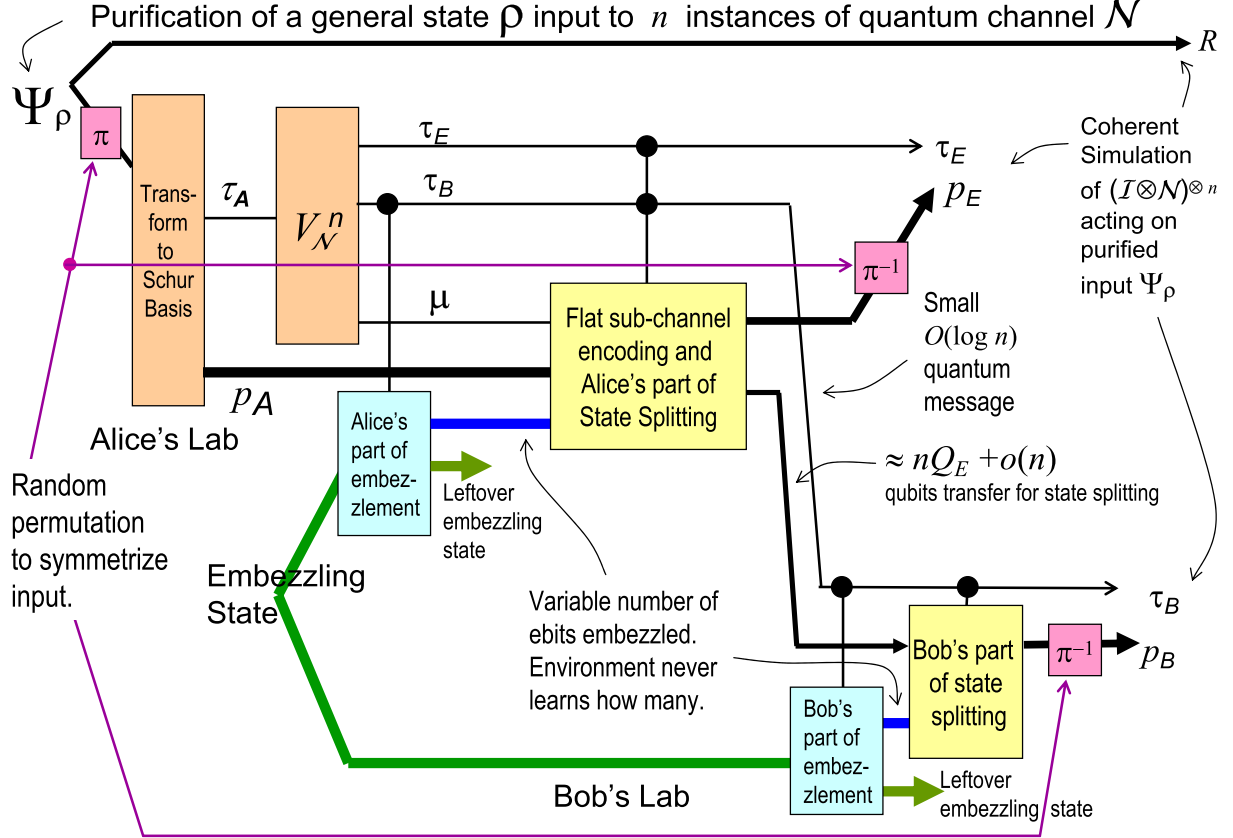 Purification of a general state ρ input to n instances of quantum channel 𝒩
R
Ψρ
π
Trans-
form
to
Schur
Basis
τA
V𝒩ⁿ
τE
τB
μ
pA
Alice's Lab
τE
pE
π⁻¹
Coherent
Simulation
of (ℐ⊗𝒩)⊗ n
acting on
purified
input Ψρ
Flat sub-channel
encoding and
Alice's part of
State Splitting
Small
O(log n)
quantum
message
Alice's
part of
embez-
zlement
Leftover
embezzling
state
≈ nQE +o(n)
qubits transfer for state splitting
Random
permutation
to symmetrize
input.
Embezzling
State
Variable number of
ebits embezzled.
Environment never
learns how many.
τB
Bob's part
of state
splitting
π⁻¹
pB
Bob's
part of
embez-
zlement
Leftover
embezzling state
Bob's Lab